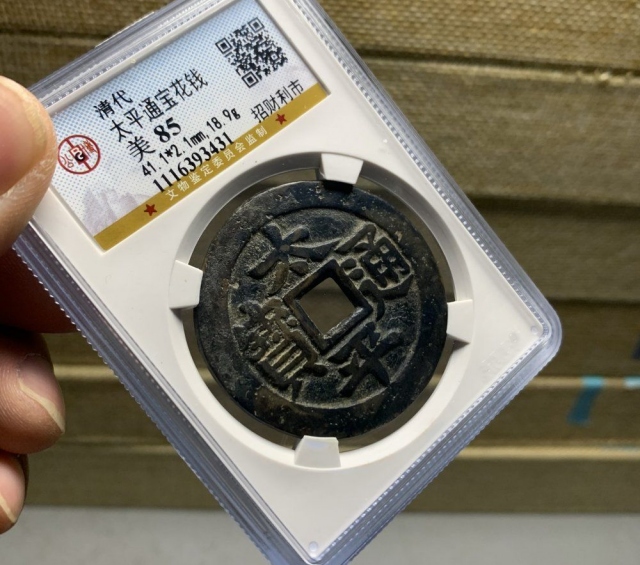 清代
太平通宝花钱
美 85
41.1*2.1mm,18.9g
招财利市
1116393431
文物鉴定委员会监制
太平通寶